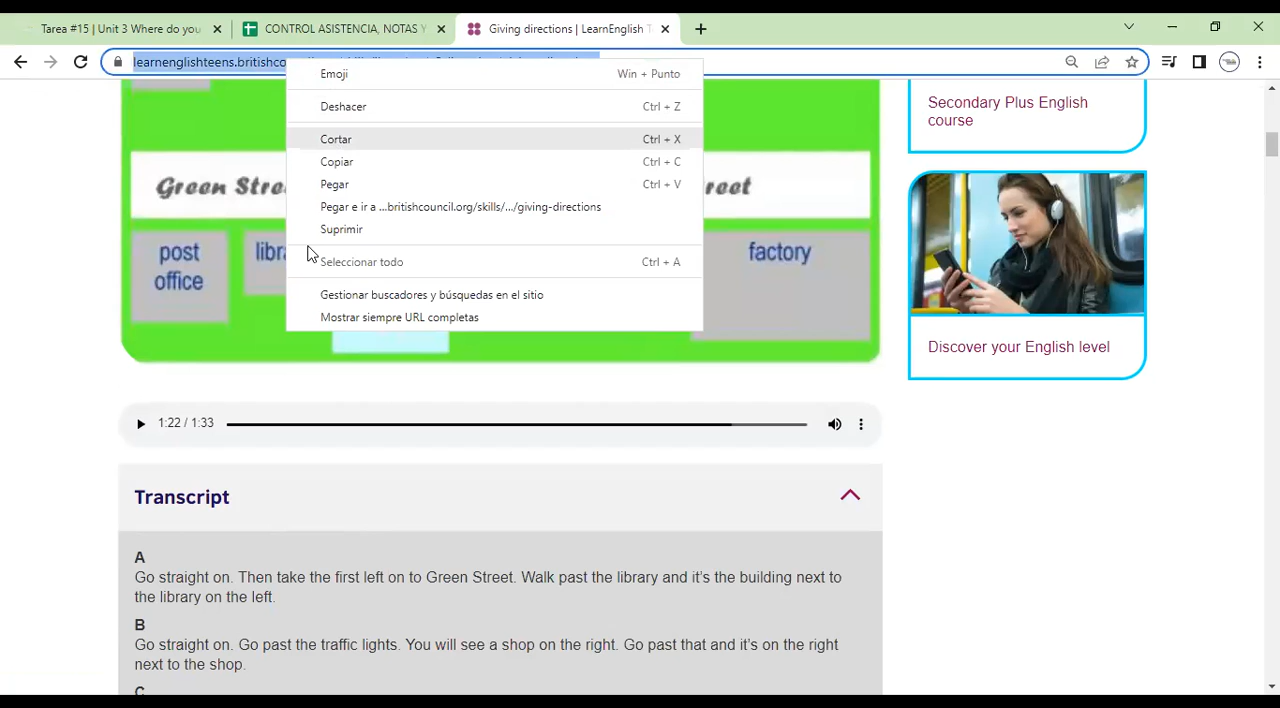 Tarea #15 | Unit 3 Where do you
CONTROL ASISTENCIA, NOTAS Y
Giving directions | LearnEnglish T
learnenglishteens.britishco
Emoji Win + Punto
Deshacer Ctrl + Z
Cortar Ctrl + X
Copiar Ctrl + C
Pegar Ctrl + V
Pegar e ir a ...britishcouncil.org/skills/.../giving-directions
Suprimir
Seleccionar todo Ctrl + A
Gestionar buscadores y búsquedas en el sitio
Mostrar siempre URL completas
Green Stree
reet
post
office
libra
factory
Secondary Plus English
course
Discover your English level
1:22 / 1:33
Transcript
A
Go straight on. Then take the first left on to Green Street. Walk past the library and it's the building next to
the library on the left.
B
Go straight on. Go past the traffic lights. You will see a shop on the right. Go past that and it's on the right
next to the shop.
C